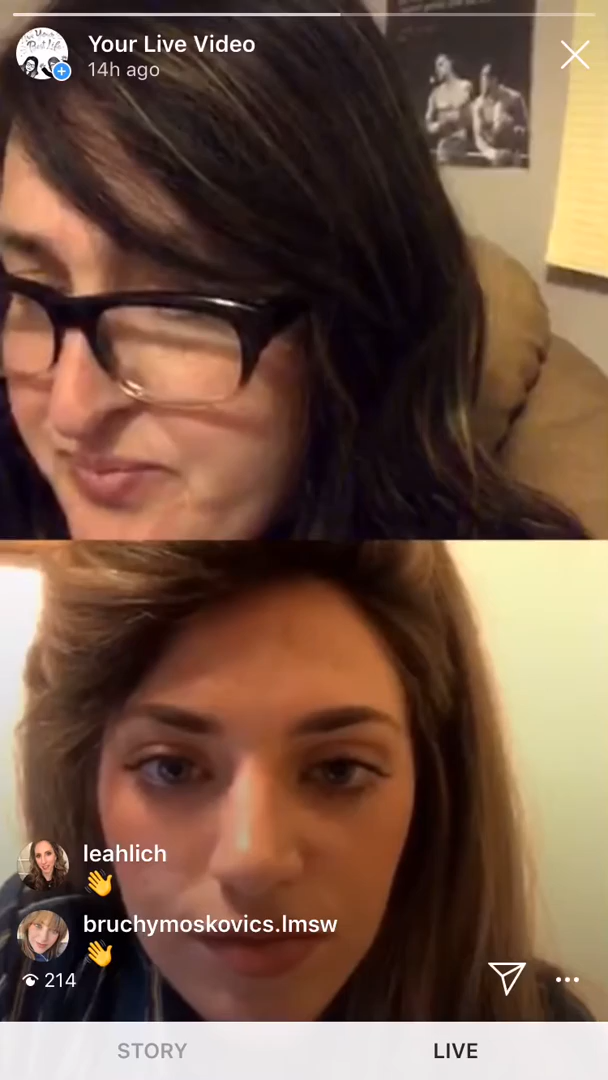 Your Live Video
14h ago
leahlich
👋
bruchymoskovics.lmsw
👋
214
STORY
LIVE